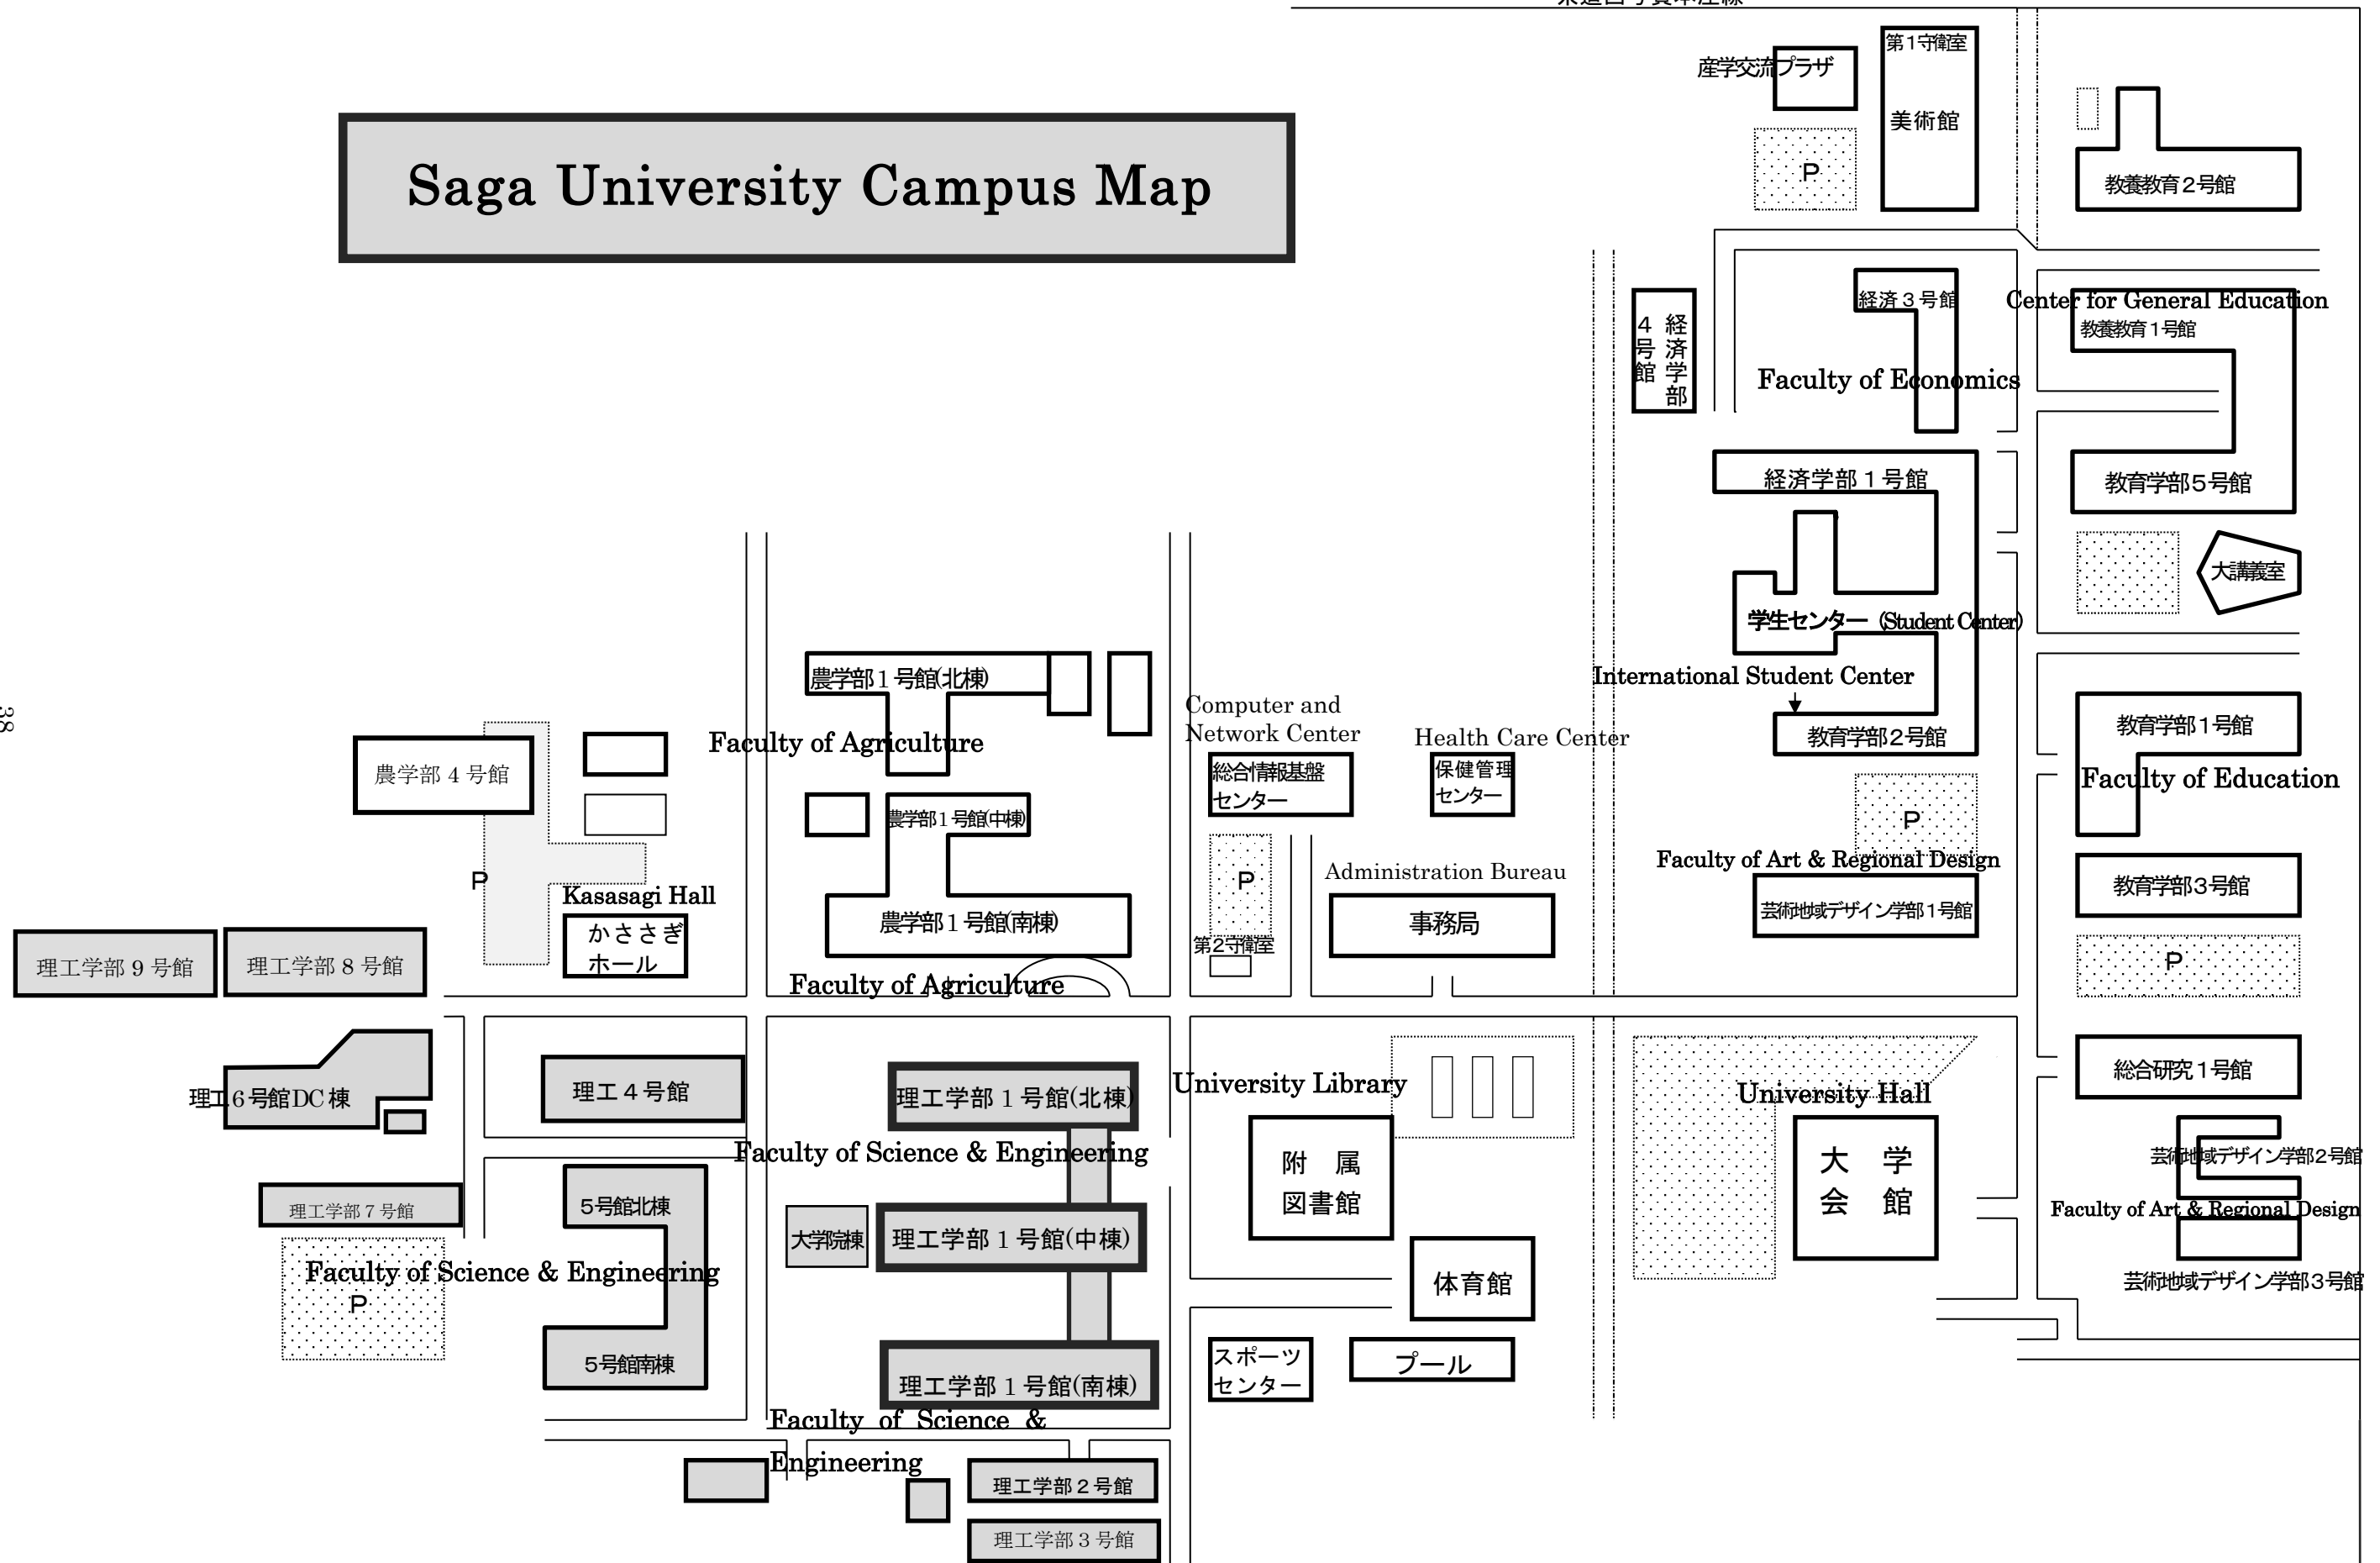 産学交流プラザ
第1守衛室
美術館
P
Saga University Campus Map
教養教育2号館
経済学部
4号館
経済3号館
Center for General Education
教養教育1号館
Faculty of Economics
経済学部1号館
教育学部5号館
大講義室
学生センター (Student Center)
International Student Center
教育学部2号館
教育学部1号館
Faculty of Education
農学部1号館(北棟)
Faculty of Agriculture
農学部4号館
Computer and
Network Center
総合情報基盤
センター
Health Care Center
保健管理
センター
農学部1号館(中棟)
P
P
P
Kasasagi Hall
かささぎ
ホール
農学部1号館(南棟)
Faculty of Agriculture
第2守衛室
Administration Bureau
事務局
Faculty of Art & Regional Design
芸術地域デザイン学部1号館
教育学部3号館
P
38
理工学部9号館
理工学部8号館
理工6号館DC棟
理工4号館
理工学部1号館(北棟)
Faculty of Science & Engineering
University Library
附属
図書館
University Hall
大学
会館
総合研究1号館
芸術地域デザイン学部2号館
Faculty of Art & Regional Design
芸術地域デザイン学部3号館
理工学部7号館
5号館北棟
大学院棟
理工学部1号館(中棟)
Faculty of Science & Engineering
P
体育館
5号館南棟
理工学部1号館(南棟)
スポーツ
センター
プール
Faculty of Science &
Engineering
理工学部2号館
理工学部3号館